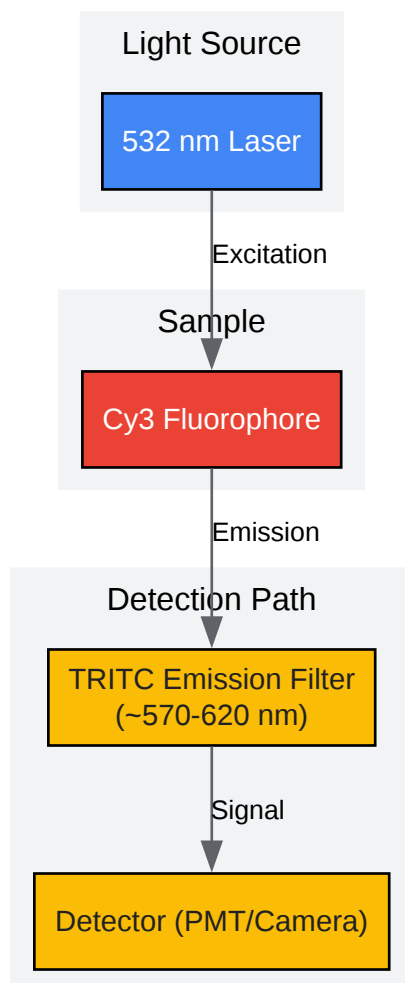 Light Source
532 nm Laser
Excitation
Sample
Cy3 Fluorophore
Emission
Detection Path
TRITC Emission Filter
(~570-620 nm)
Signal
Detector (PMT/Camera)